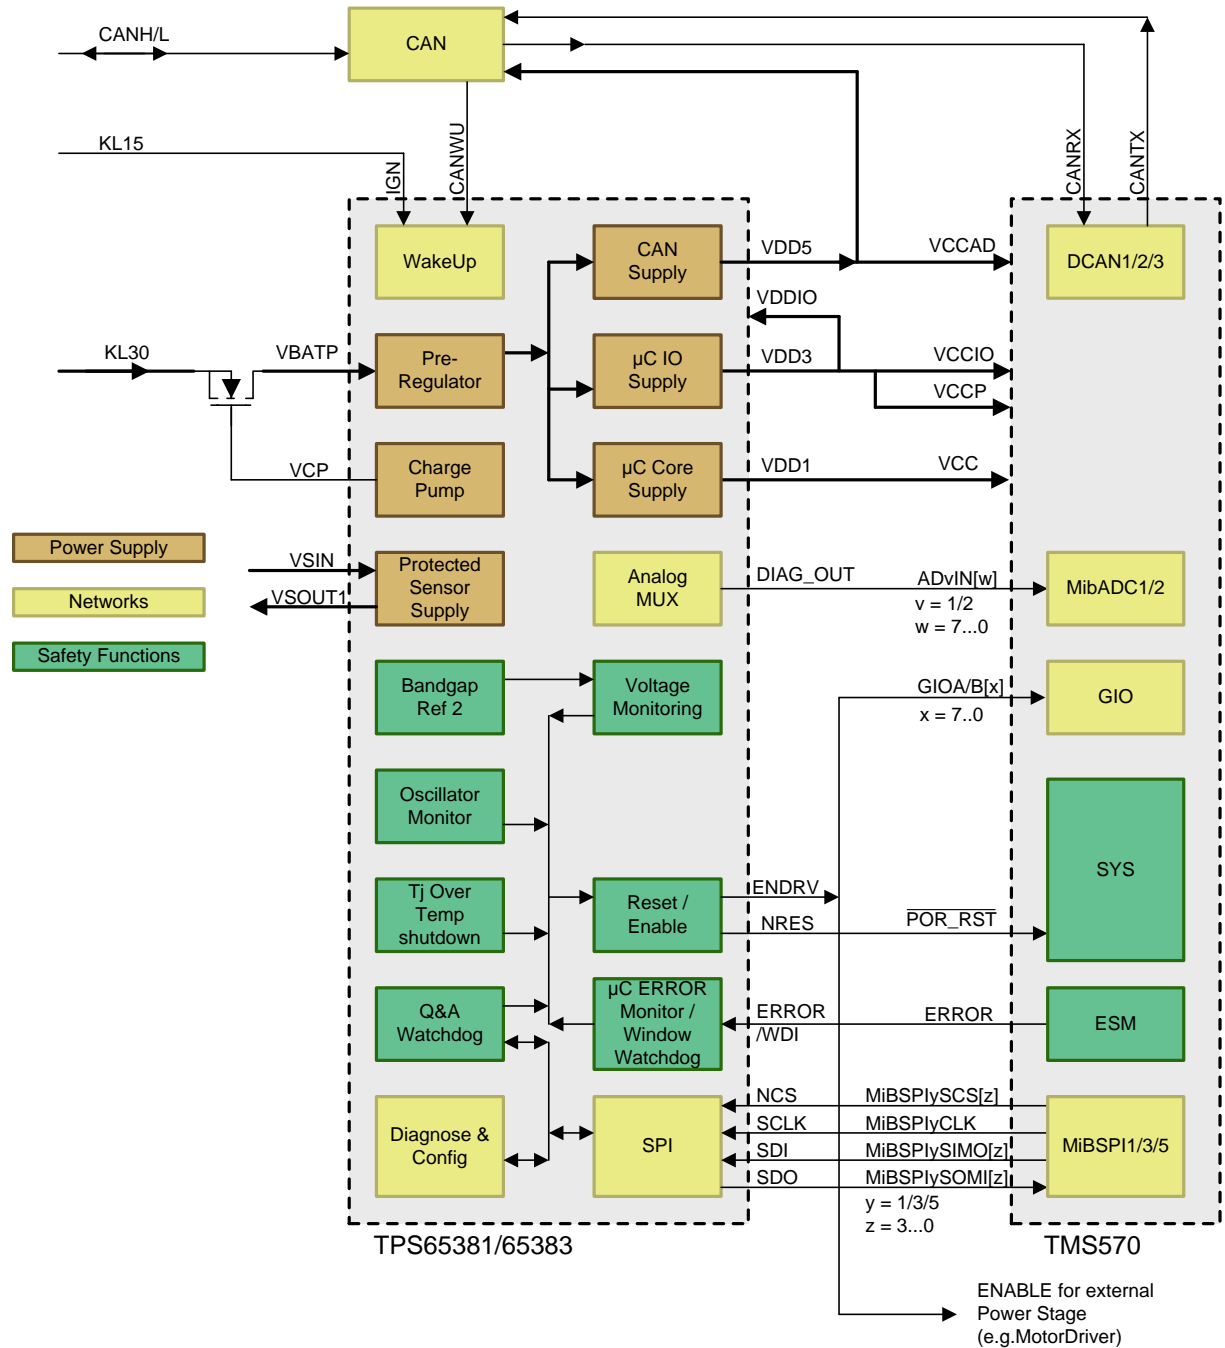 CANH/L
CAN
KL15
IGN
CANWU
CANRX
CANTX
WakeUp
CAN
Supply
VDD5
VCCAD
DCAN1/2/3
VDDIO
KL30
VBATP
Pre-
Regulator
µC IO
Supply
VDD3
VCCIO
VCCP
VCP
Charge
Pump
µC Core
Supply
VDD1
VCC
Power Supply
Networks
Safety Functions
VSIN
VSOUT1
Protected
Sensor
Supply
Analog
MUX
DIAG_OUT
ADvIN[w]
v = 1/2
w = 7...0
MibADC1/2
Bandgap
Ref 2
Voltage
Monitoring
GIOA/B[x]
x = 7..0
GIO
Oscillator
Monitor
SYS
Tj Over
Temp
shutdown
Reset /
Enable
ENDRV
NRES
POR_RST
Q&A
Watchdog
µC ERROR
Monitor /
Window
Watchdog
ERROR
/WDI
ERROR
ESM
Diagnose &
Config
SPI
NCS
SCLK
SDI
SDO
MiBSPIySCS[z]
MiBSPIyCLK
MiBSPIySIMO[z]
MiBSPIySOMI[z]
y = 1/3/5
z = 3...0
MiBSPI1/3/5
TPS65381/65383
TMS570
ENABLE for external
Power Stage
(e.g.MotorDriver)